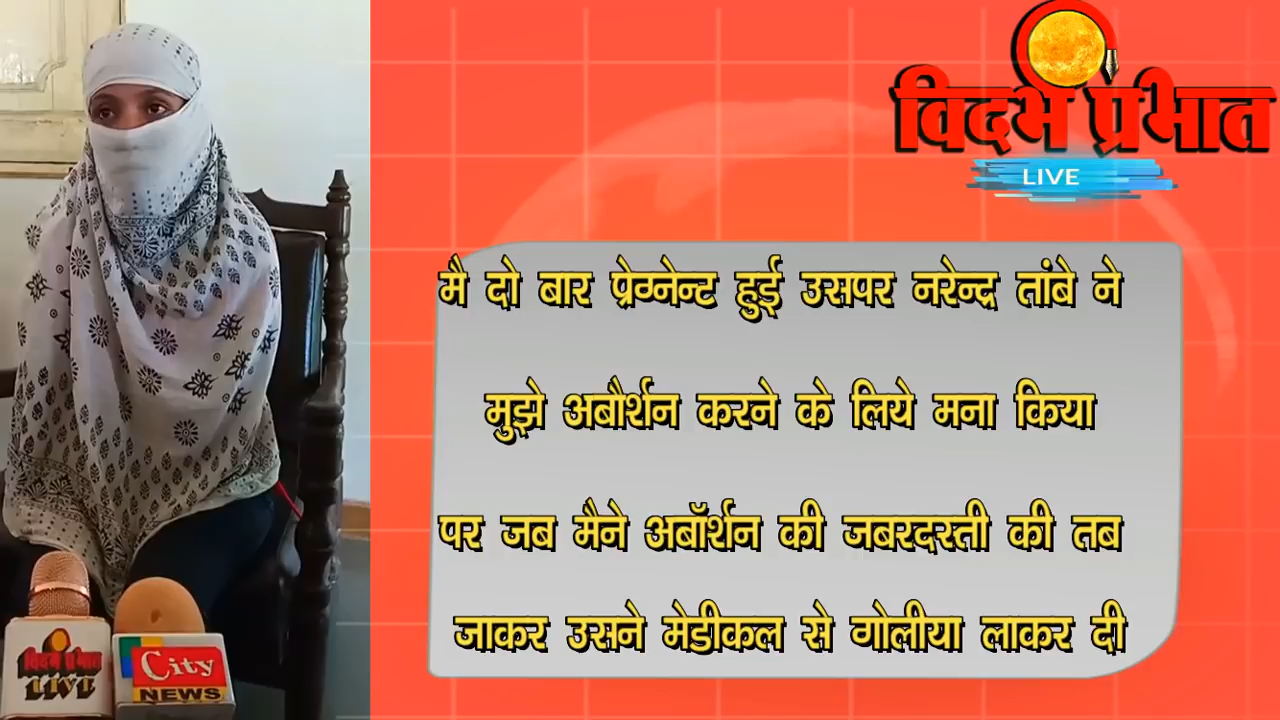 विदर्भ प्रभात
LIVE
मै दो बार प्रेग्नेन्ट हुई उसपर नरेन्द्र तांबे ने
मुझे अबौर्शन करने के लिये मना किया
पर जब मैने अबॉर्शन की जबरदस्ती की तब
जाकर उसने मेडीकल से गोलीया लाकर दी
विदर्भ प्रभात
LIVE
City
NEWS